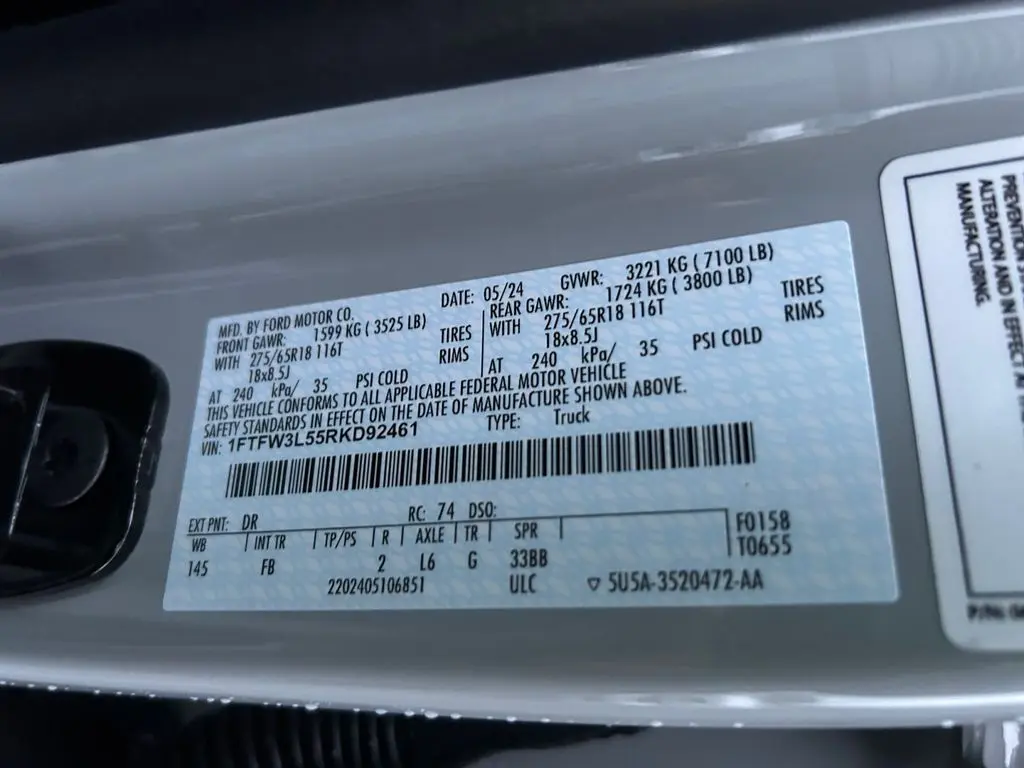 MFD. BY FORD MOTOR CO. DATE: 05/24 GVWR: 3221 KG ( 7100 LB)
FRONT GAWR: 1599 KG ( 3525 LB) REAR GAWR: 1724 KG ( 3800 LB)
WITH 275/65R18 116T TIRES WITH 275/65R18 116T TIRES
18x8.5J RIMS 18x8.5J RIMS
AT 240 kPa/ 35 PSI COLD AT 240 kPa/ 35 PSI COLD
THIS VEHICLE CONFORMS TO ALL APPLICABLE FEDERAL MOTOR VEHICLE
SAFETY STANDARDS IN EFFECT ON THE DATE OF MANUFACTURE SHOWN ABOVE.
VIN: 1FTFW3L55RKD92461 TYPE: Truck
EXT PNT: DR RC: 74 DSO:
WB INT TR TP/PS R AXLE TR SPR F0158
145 FB 2 L6 G 33BB T0655
2202405106851 ULC 5U5A-3520472-AA
ALTERATION AND IN EFFECT AT
MANUFACTURING.